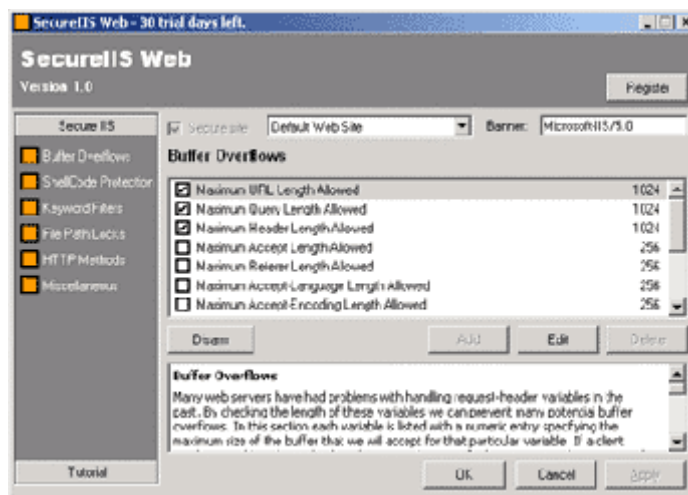 SecureIIS Web - 30 trial days left.
SecureIIS Web
Version 1.0
Register
Secure IIS
Secure site
Default Web Site
Banner:
Microsoft-IIS/5.0
Buffer Overflows
ShellCode Protection
Keyword Filters
File Path Locks
HTTP Methods
Miscellaneous
Tutorial
Buffer Overflows
Maximum URL Length Allowed 1024
Maximum Query Length Allowed 1024
Maximum Header Length Allowed 1024
Maximum Accept Length Allowed 256
Maximum Referer Length Allowed 256
Maximum Accept-Language Length Allowed 256
Maximum Accept-Encoding Length Allowed 256
Disarm
Add
Edit
Delete
Buffer Overflows
Many web servers have had problems with handling request-header variables in the
past. By checking the length of these variables we can prevent many potential buffer
overflows. In this section each variable is listed with a numeric entry specifying the
maximum size of the buffer that we will accept for that particular variable. If a client
OK
Cancel
Apply